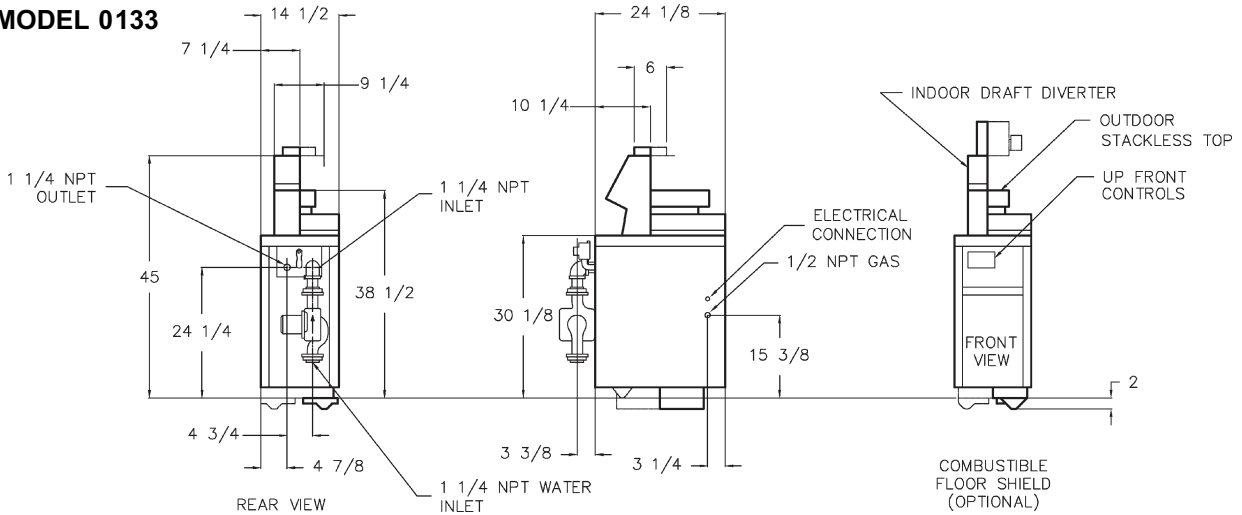 MODEL 0133
14 1/2
7 1/4
9 1/4
1 1/4 NPT
OUTLET
1 1/4 NPT
INLET
45
38 1/2
24 1/4
4 3/4
4 7/8
1 1/4 NPT WATER
INLET
REAR VIEW
24 1/8
6
10 1/4
ELECTRICAL
CONNECTION
1/2 NPT GAS
30 1/8
15 3/8
3 3/8
3 1/4
INDOOR DRAFT DIVERTER
OUTDOOR
STACKLESS TOP
UP FRONT
CONTROLS
FRONT
VIEW
2
COMBUSTIBLE
FLOOR SHIELD
(OPTIONAL)